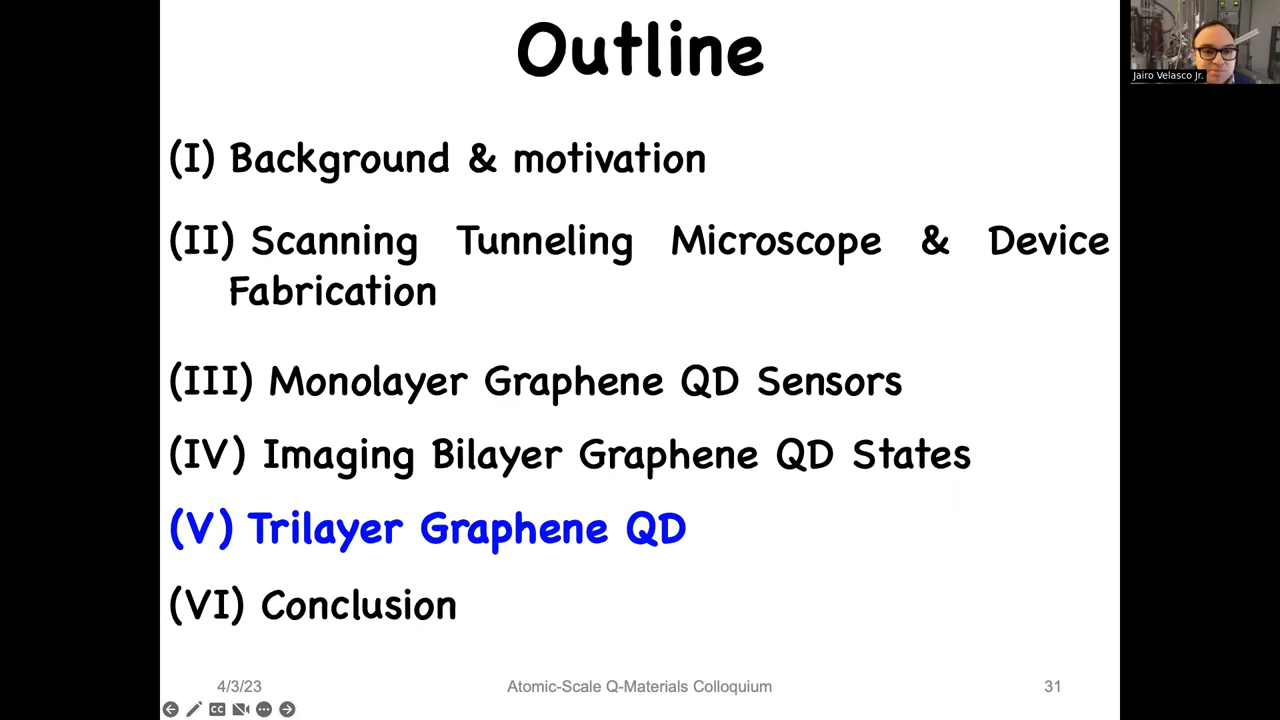 Outline
Jairo Velasco Jr.
(I) Background & motivation
(II) Scanning Tunneling Microscope & Device
Fabrication
(III) Monolayer Graphene QD Sensors
(IV) Imaging Bilayer Graphene QD States
(V) Trilayer Graphene QD
(VI) Conclusion
4/3/23 Atomic-Scale Q-Materials Colloquium 31
CC